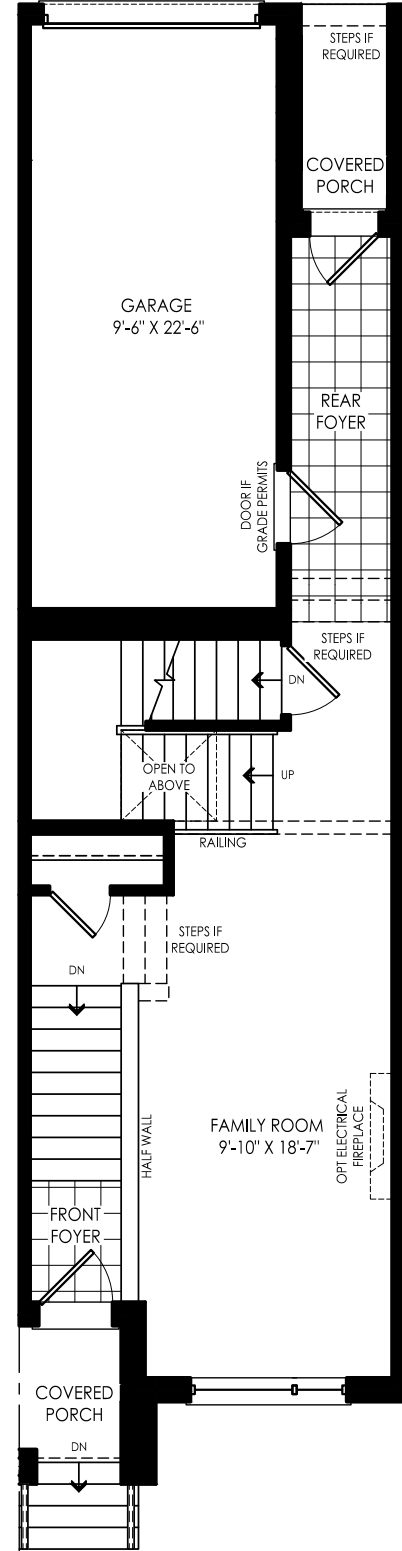 STEPS IF
REQUIRED
COVERED
PORCH
GARAGE
9'-6" X 22'-6"
REAR
FOYER
DOOR IF
GRADE PERMITS
STEPS IF
REQUIRED
DN
OPEN TO
ABOVE
UP
RAILING
STEPS IF
REQUIRED
DN
HALF WALL
FAMILY ROOM
9'-10" X 18'-7"
OPT ELECTRICAL
FIREPLACE
FRONT
FOYER
COVERED
PORCH
DN